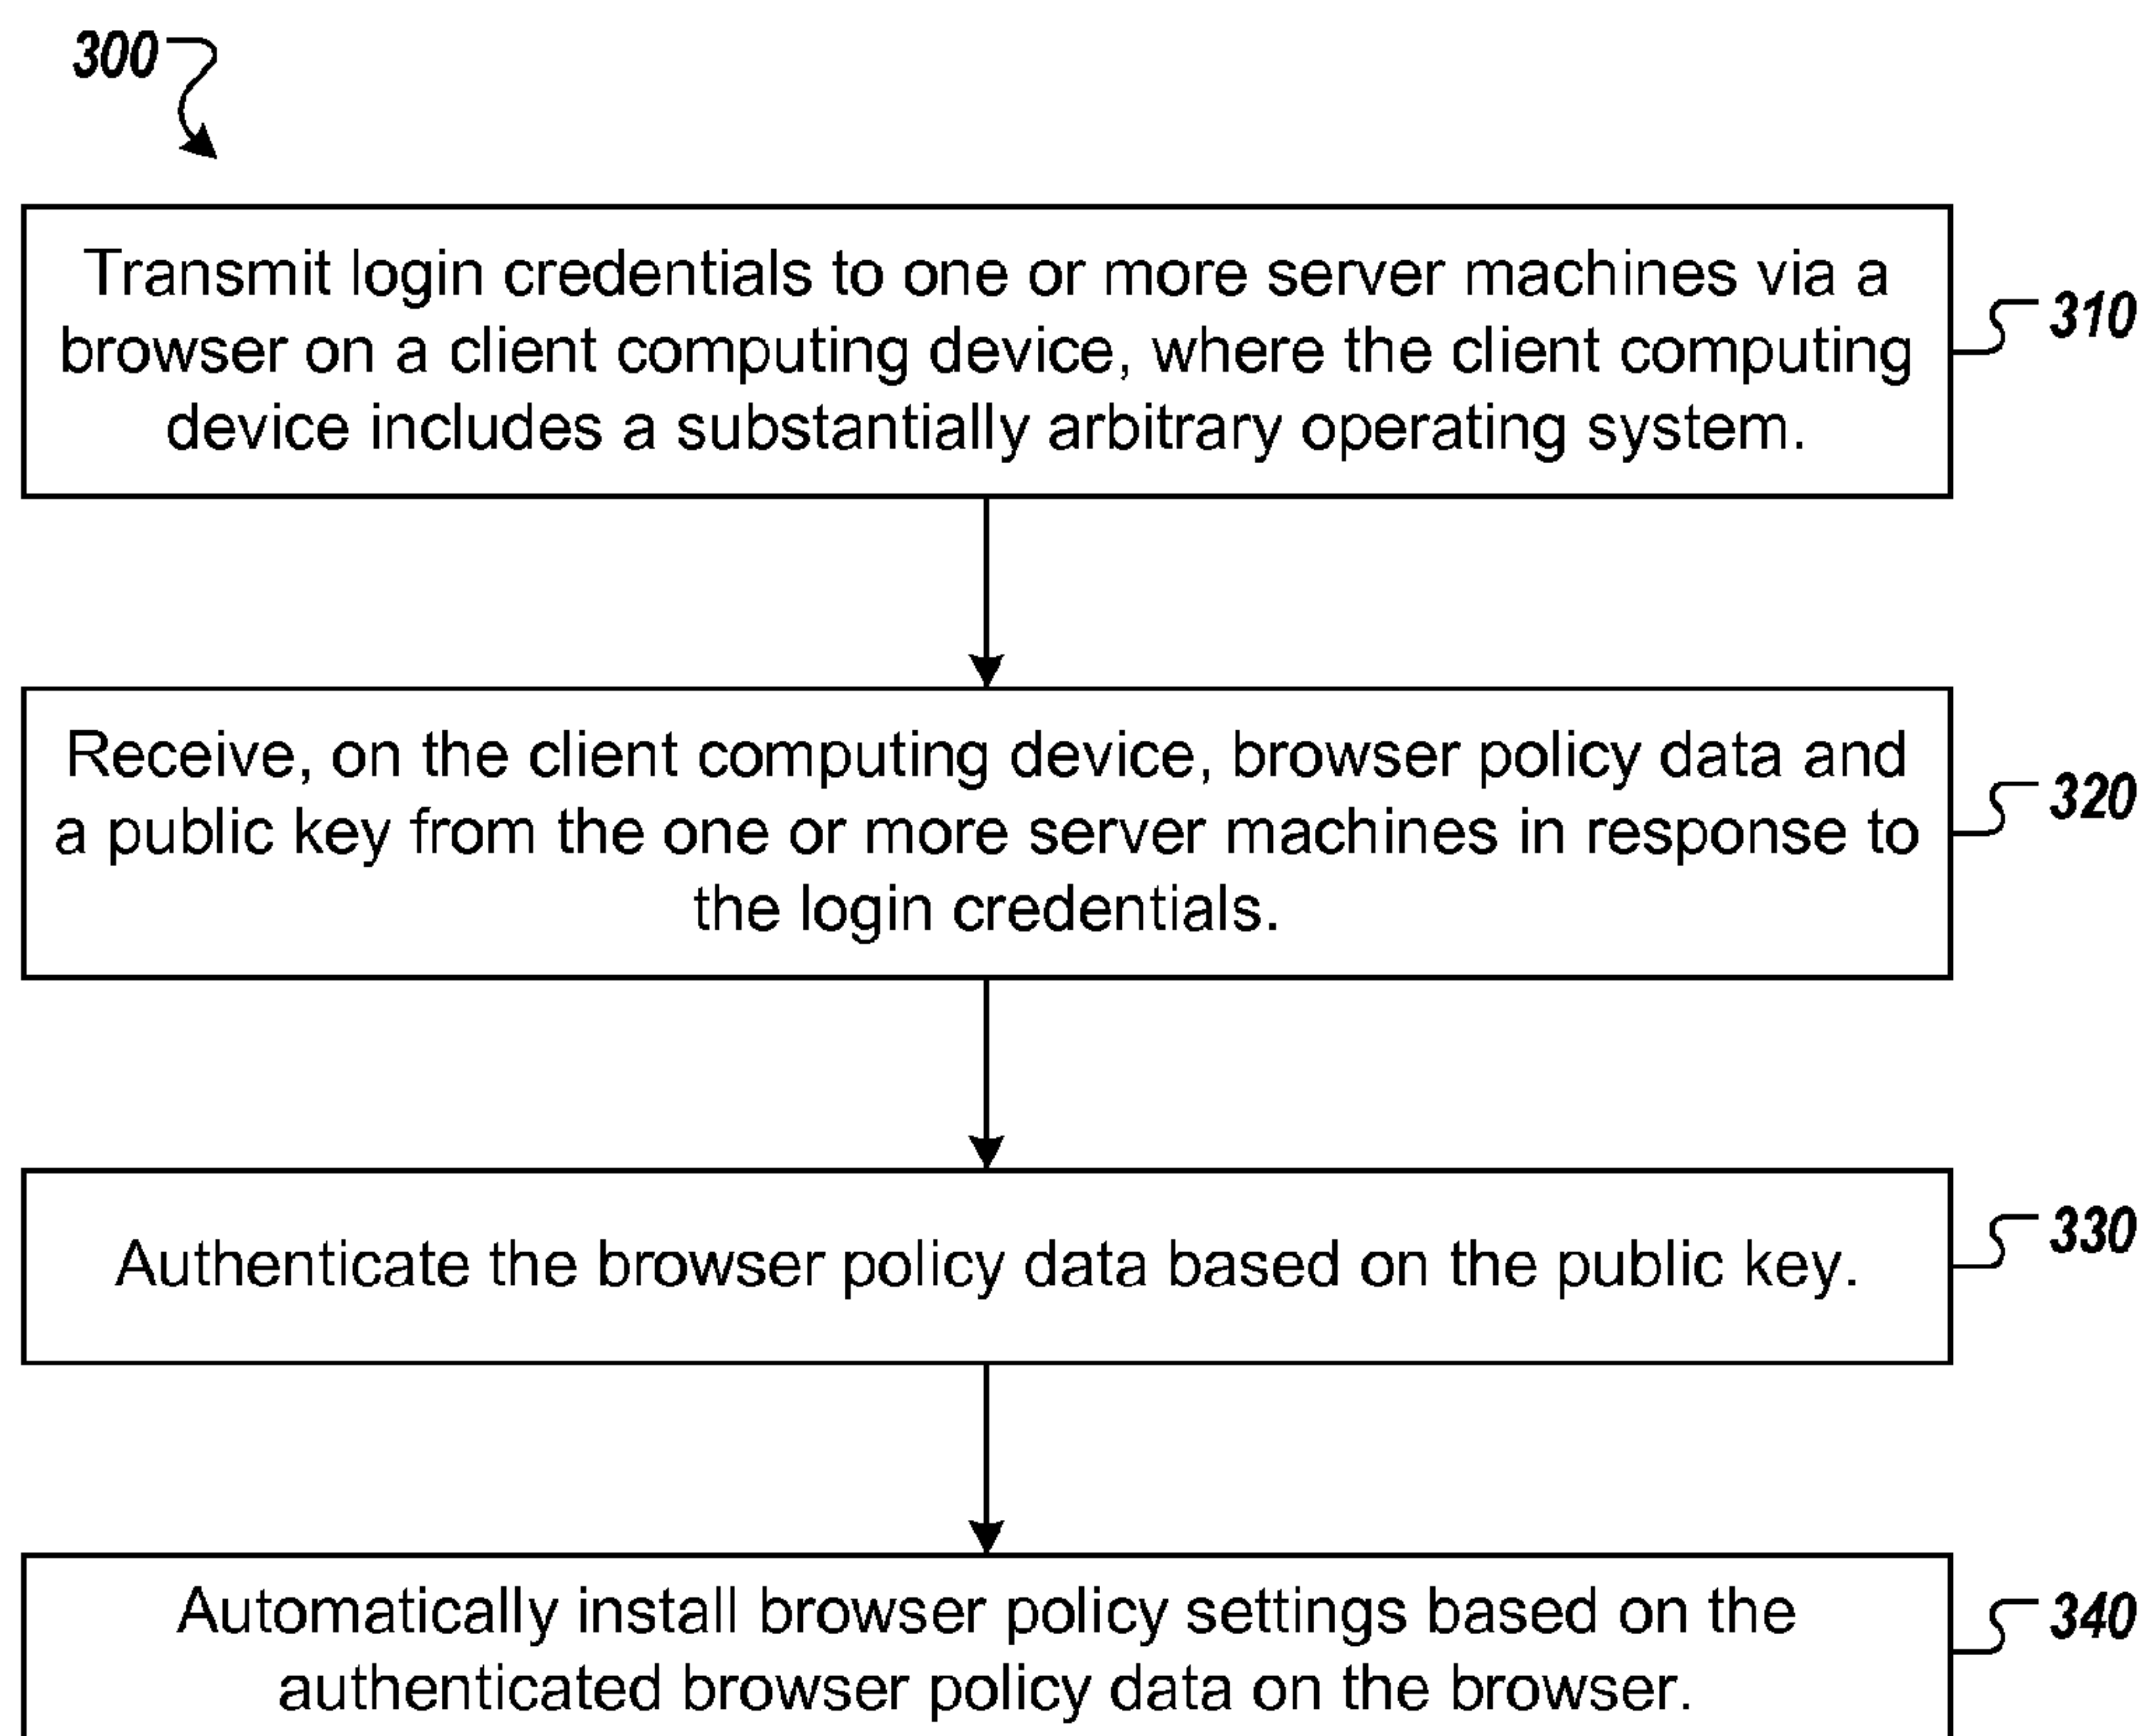 300
Transmit login credentials to one or more server machines via a
browser on a client computing device, where the client computing
device includes a substantially arbitrary operating system.
310
Receive, on the client computing device, browser policy data and
a public key from the one or more server machines in response to
the login credentials.
320
Authenticate the browser policy data based on the public key.
330
Automatically install browser policy settings based on the
authenticated browser policy data on the browser.
340